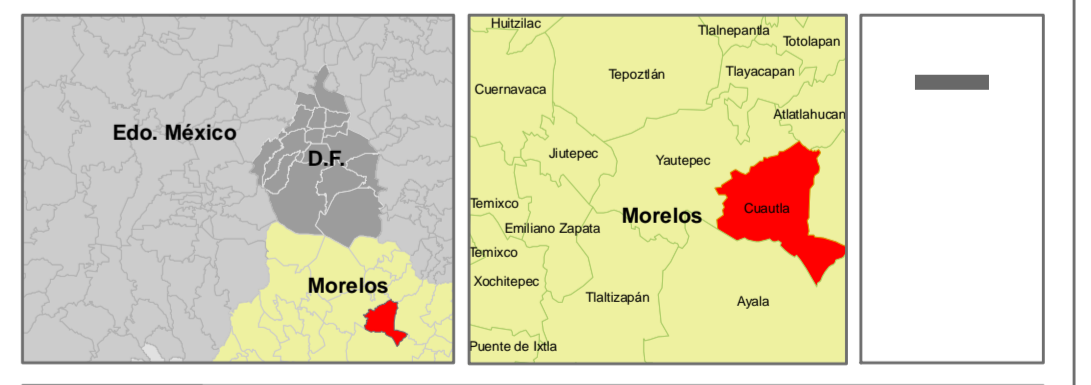 Edo. México
D.F.
Morelos
Huitzilac
Tlalnepantla
Totolapan
Tepoztlán
Tlayacapan
Cuernavaca
Atlatlahucan
Jiutepec
Yautepec
Temixco
Morelos
Cuautla
Emiliano Zapata
Temixco
Xochitepec
Tlaltizapán
Ayala
Puente de Ixtla